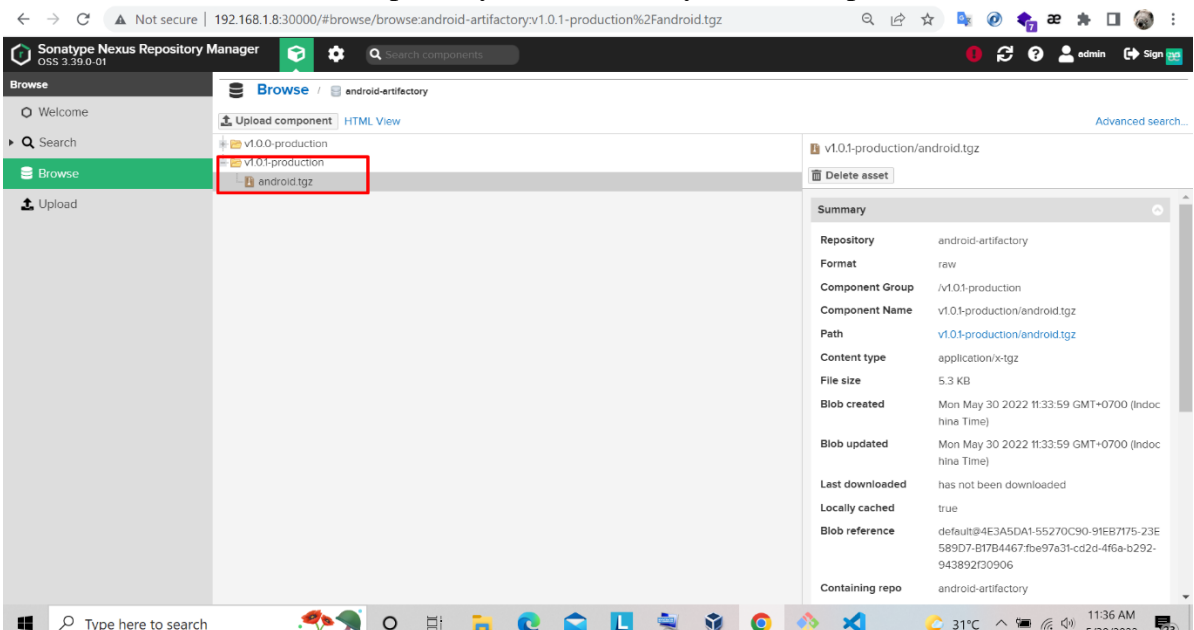 Not secure | 192.168.1.8:30000/#browse/browse:android-artifactory:v1.0.1-production%2Fandroid.tgz
7
Sonatype Nexus Repository Manager
OSS 3.39.0-01
Search components
admin
Sign
Browse
Welcome
Search
Browse
Upload
Browse / android-artifactory
Upload component HTML View
Advanced search...
v1.0.0-production
v1.0.1-production
android.tgz
v1.0.1-production/android.tgz
Delete asset
Summary
Repository android-artifactory
Format raw
Component Group /v1.0.1-production
Component Name v1.0.1-production/android.tgz
Path v1.0.1-production/android.tgz
Content type application/x-tgz
File size 5.3 KB
Blob created Mon May 30 2022 11:33:59 GMT+0700 (Indoc
hina Time)
Blob updated Mon May 30 2022 11:33:59 GMT+0700 (Indoc
hina Time)
Last downloaded has not been downloaded
Locally cached true
Blob reference default@4E3A5DA1-55270C90-91EB7175-23E
589D7-B17B4467:fbe97a31-cd2d-4f6a-b292-
943892f30906
Containing repo android-artifactory
Type here to search
31°C
11:36 AM